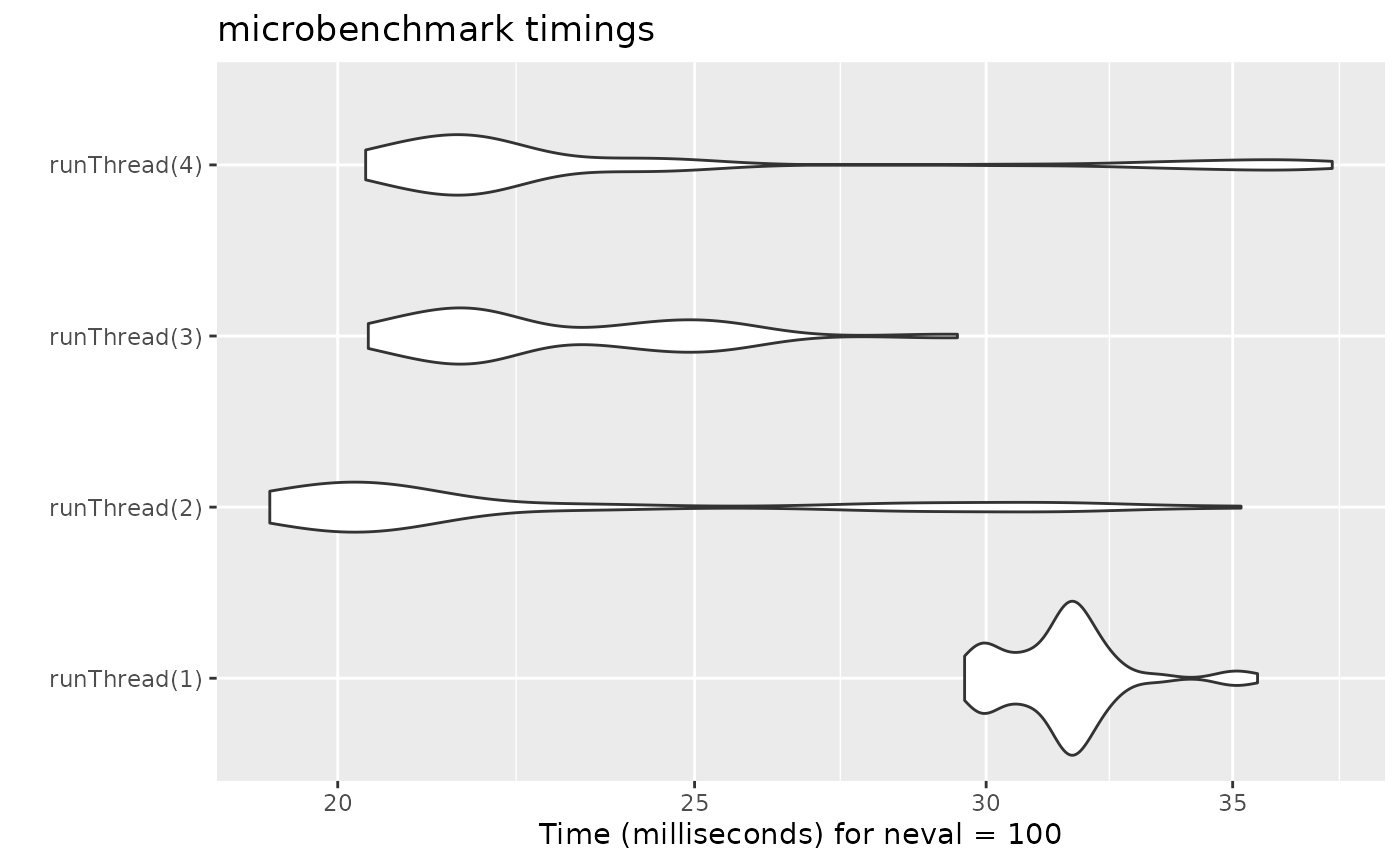 microbenchmark timings
runThread(4)
runThread(3)
runThread(2)
runThread(1)
20 25 30 35
Time (milliseconds) for neval = 100